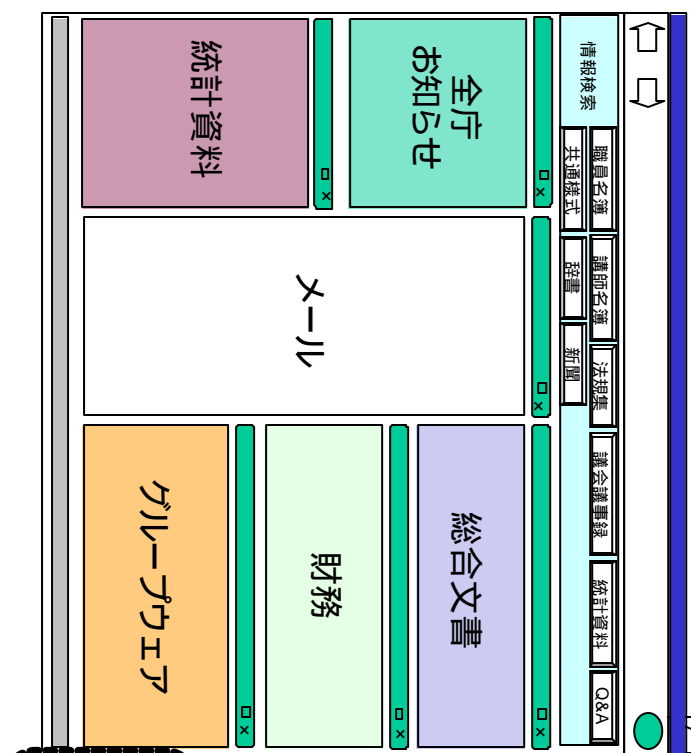 情報検索
職員名簿
講師名簿
法規集
議会議事録
統計資料
Q&A
共通様式
辞書
新聞
全庁
お知らせ
統計資料
メール
総合文書
財務
グループウェア